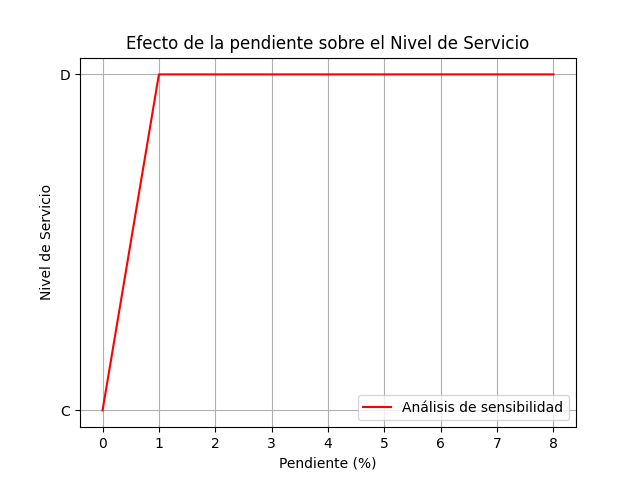 Efecto de la pendiente sobre el Nivel de Servicio
D
Nivel de Servicio
C
Análisis de sensibilidad
0 1 2 3 4 5 6 7 8
Pendiente (%)